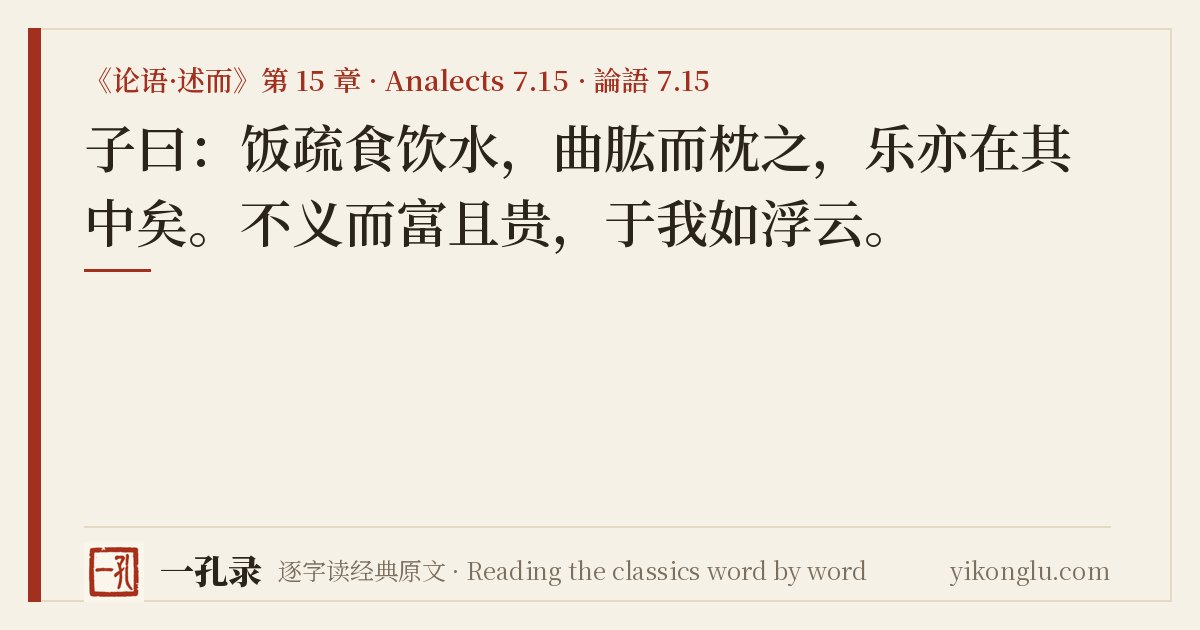 《论语·述而》第 15 章 · Analects 7.15 · 論語 7.15
子曰：饭疏食饮水，曲肱而枕之，乐亦在其
中矣。不义而富且贵，于我如浮云。
一孔 一孔录 逐字读经典原文 · Reading the classics word by word yikonglu.com